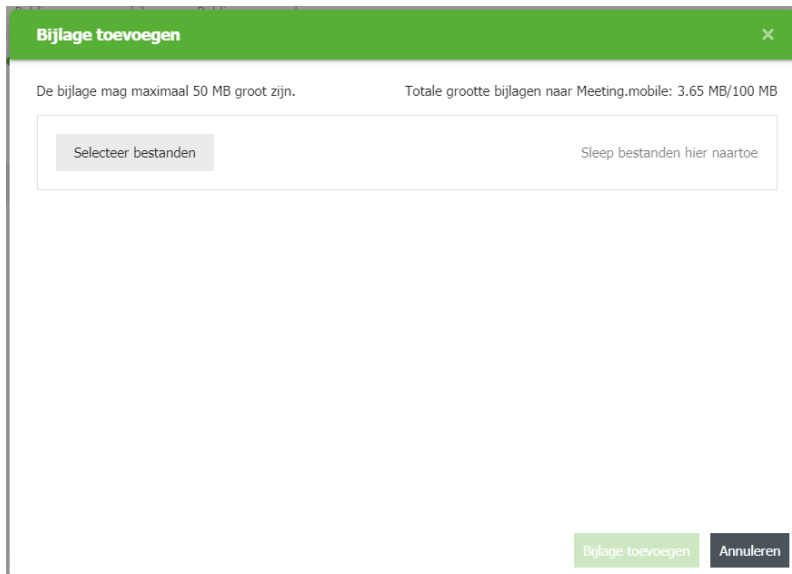 Bijlage toevoegen ×
De bijlage mag maximaal 50 MB groot zijn. Totale grootte bijlagen naar Meeting.mobile: 3.65 MB/100 MB
Selecteer bestanden Sleep bestanden hier naartoe
Bijlage toevoegen Annuleren